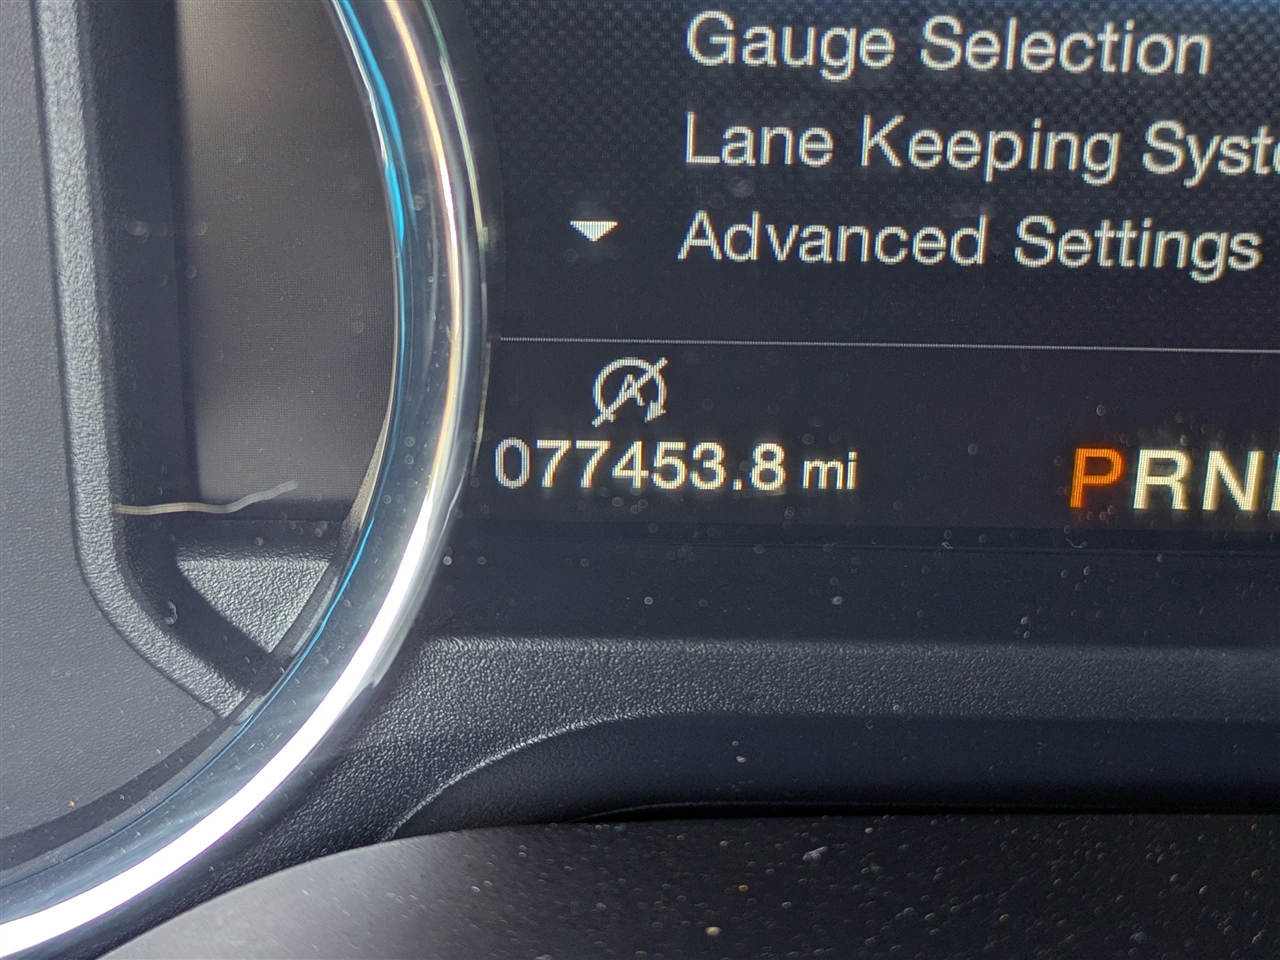 Gauge Selection
Lane Keeping Syst
Advanced Settings
A
077453.8 mi
PRN